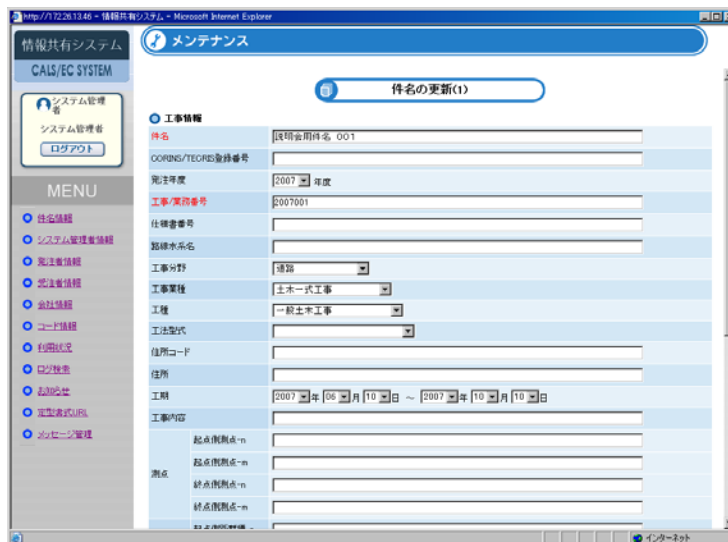 http://172.26.13.46 - 情報共有システム - Microsoft Internet Explorer
情報共有システム
CALS/EC SYSTEM
システム管理者
システム管理者
ログアウト
MENU
件名情報
システム管理者情報
発注者情報
受注者情報
会社情報
コード情報
利用状況
ログ検索
お知らせ
定型書式URL
メッセージ管理
メンテナンス
件名の更新(1)
工事情報
件名 説明会用件名 001
CORINS/TECRIS登録番号
発注年度 2007 年度
工事/業務番号 2007001
仕様書番号
路線水系名
工事分野 道路
工事業種 土木一式工事
工種 一般土木工事
工法型式
住所コード
住所
工期 2007 年 06 月 10 日 ～ 2007 年 10 月 10 日
工事内容
測点
起点側測点-n
起点側測点-m
終点側測点-n
終点側測点-m
インターネット